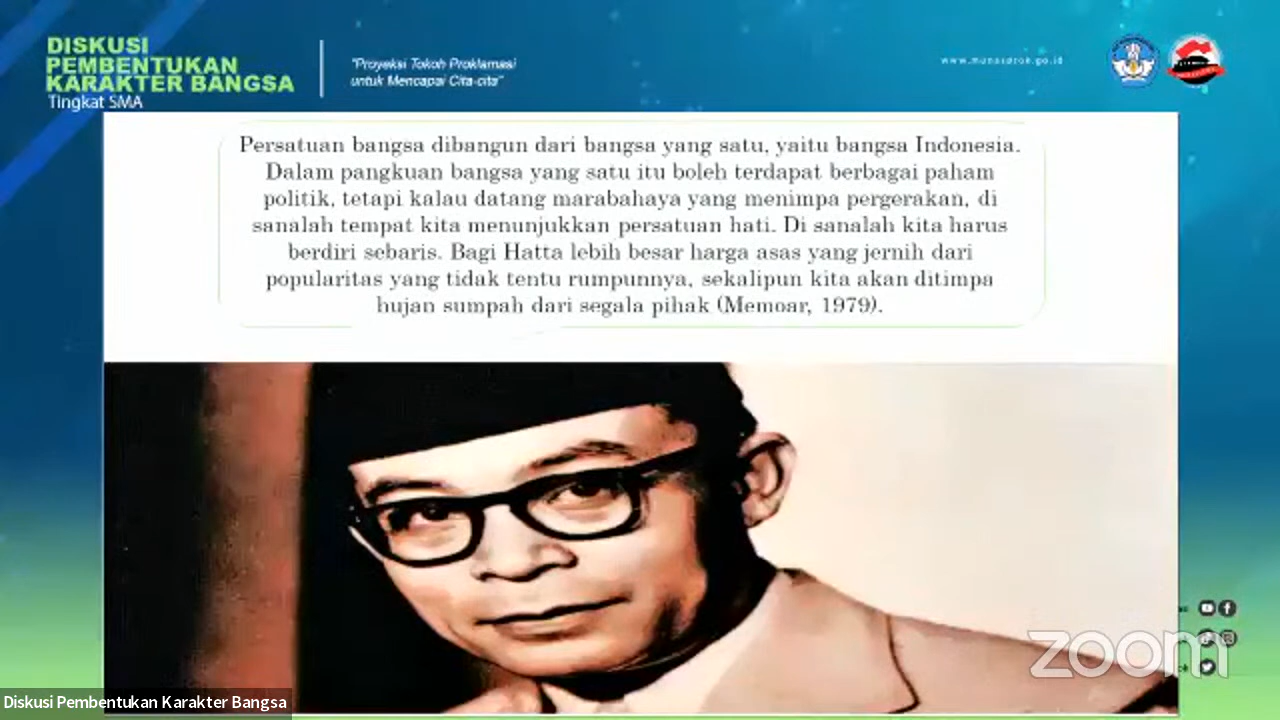 DISKUSI
PEMBENTUKAN
KARAKTER BANGSA
Tingkat SMA
"Proyeksi Tokoh Proklamasi
untuk Mencapai Cita-cita"
Persatuan bangsa dibangun dari bangsa yang satu, yaitu bangsa Indonesia.
Dalam pangkuan bangsa yang satu itu boleh terdapat berbagai paham
politik, tetapi kalau datang marabahaya yang menimpa pergerakan, di
sanalah tempat kita menunjukkan persatuan hati. Di sanalah kita harus
berdiri sebaris. Bagi Hatta lebih besar harga asas yang jernih dari
popularitas yang tidak tentu rumpunnya, sekalipun kita akan ditimpa
hujan sumpah dari segala pihak (Memoar, 1979).
zoom
Diskusi Pembentukan Karakter Bangsa